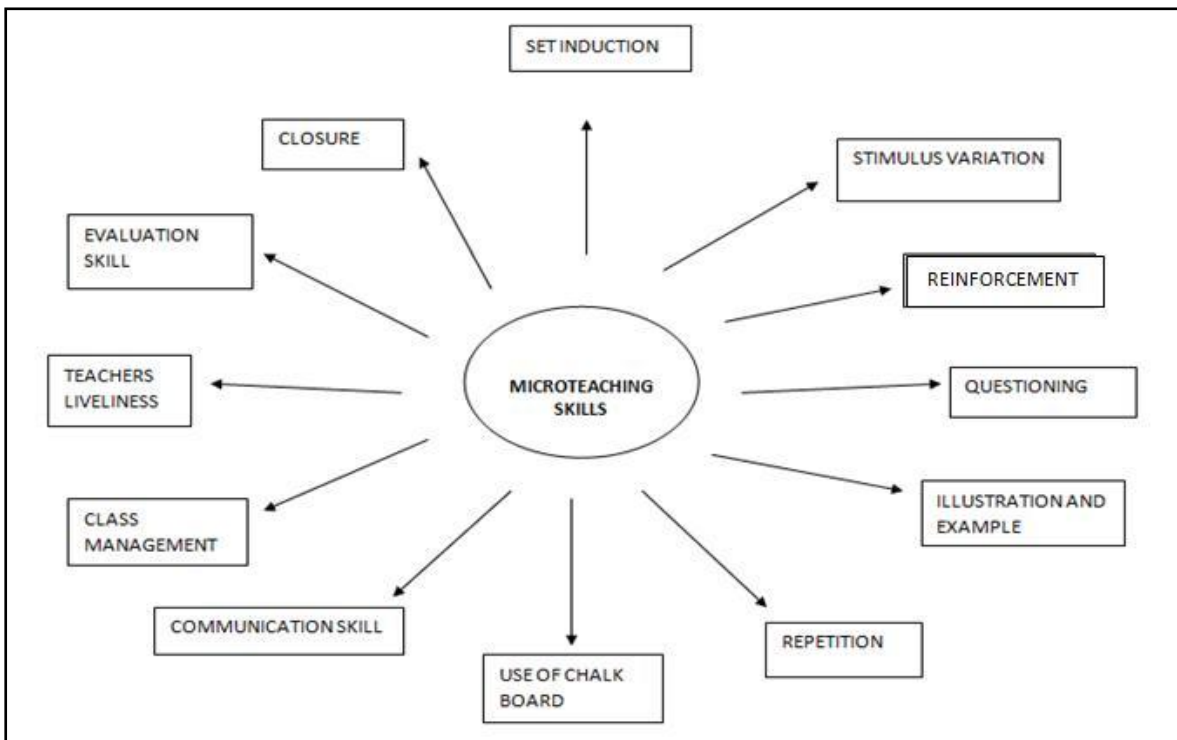 SET INDUCTION
CLOSURE
STIMULUS VARIATION
EVALUATION
SKILL
REINFORCEMENT
TEACHERS
LIVELINESS
MICROTEACHING
SKILLS
QUESTIONING
CLASS
MANAGEMENT
ILLUSTRATION AND
EXAMPLE
COMMUNICATION SKILL
REPETITION
USE OF CHALK
BOARD